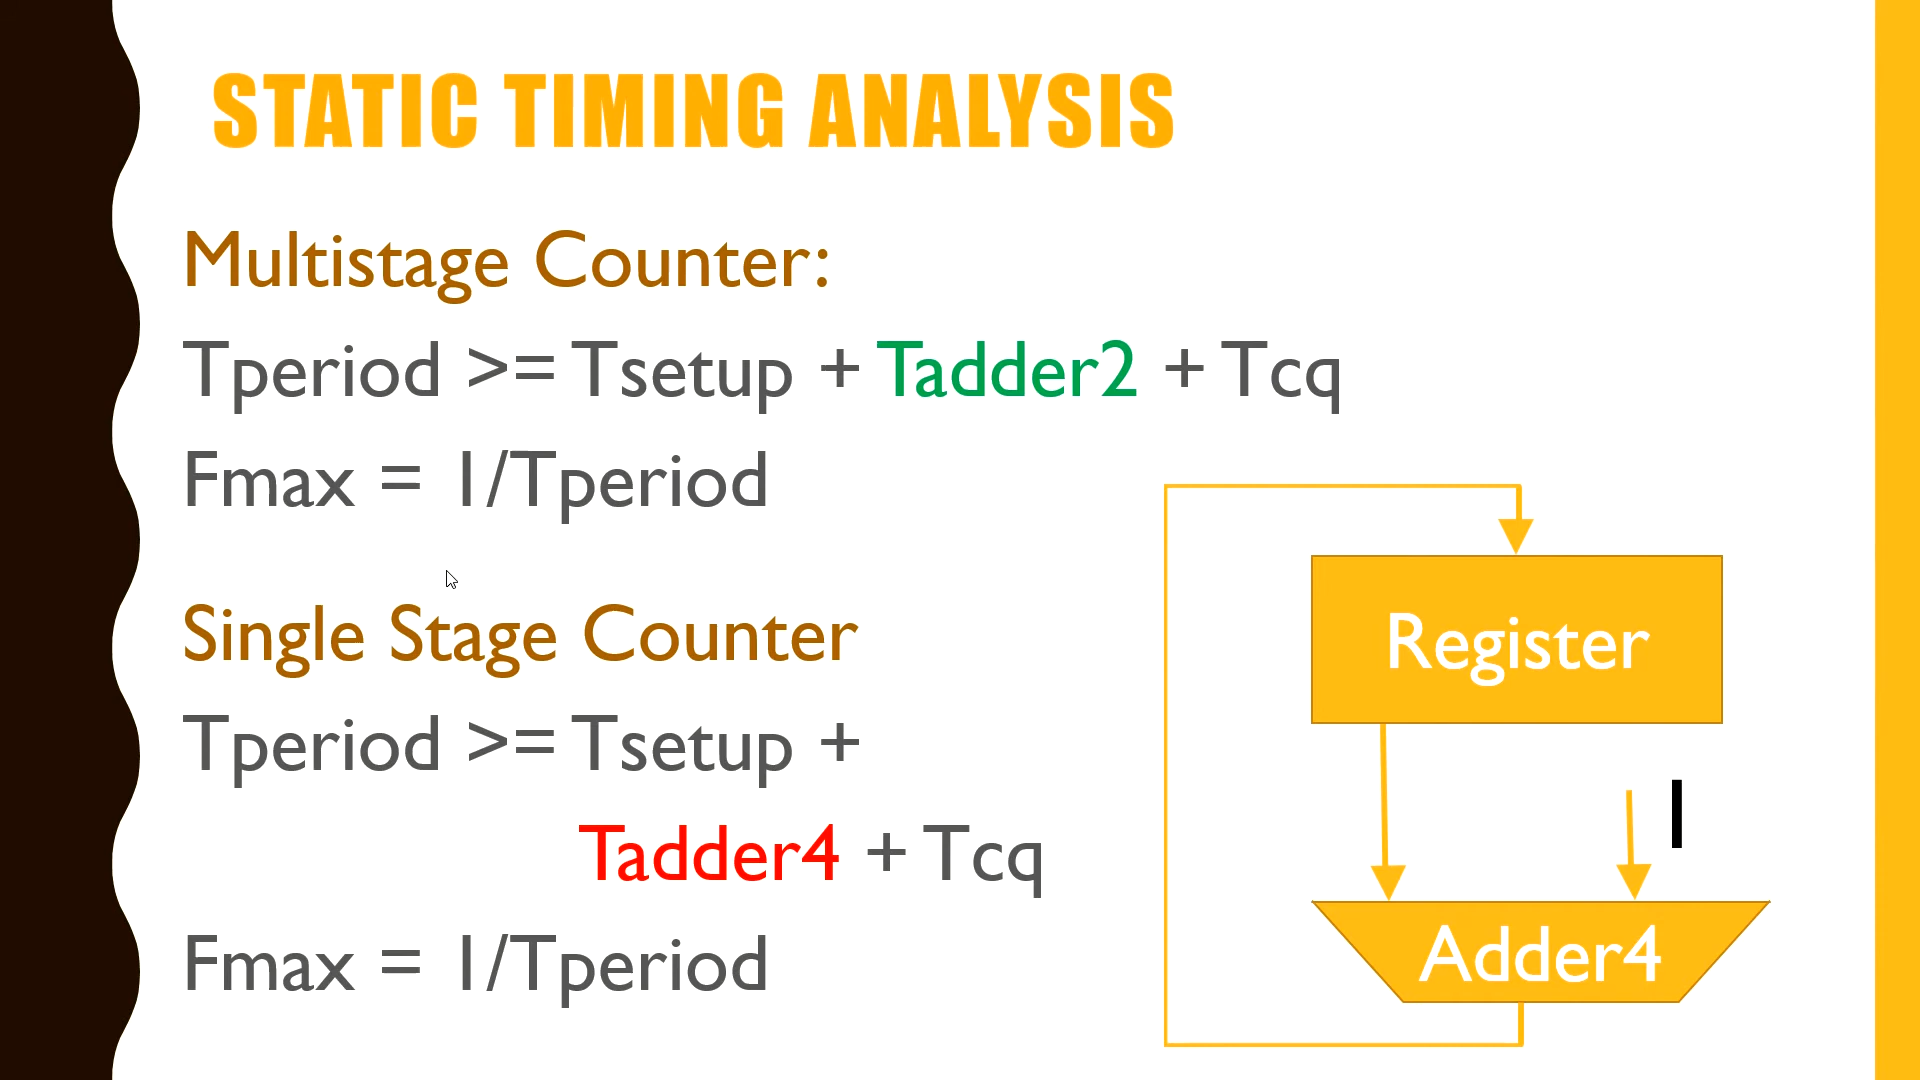 STATIC TIMING ANALYSIS
Multistage Counter:
Tperiod >= Tsetup + Tadder2 + Tcq
Fmax = 1/Tperiod
Single Stage Counter
Tperiod >= Tsetup +
Tadder4 + Tcq
Fmax = 1/Tperiod
Register
1
Adder4